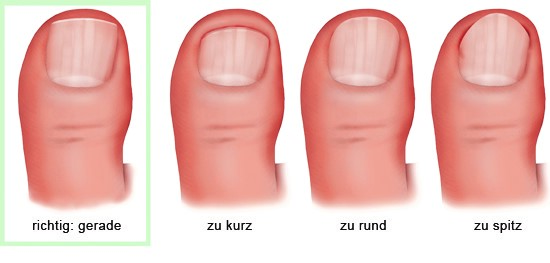 richtig: gerade
zu kurz
zu rund
zu spitz